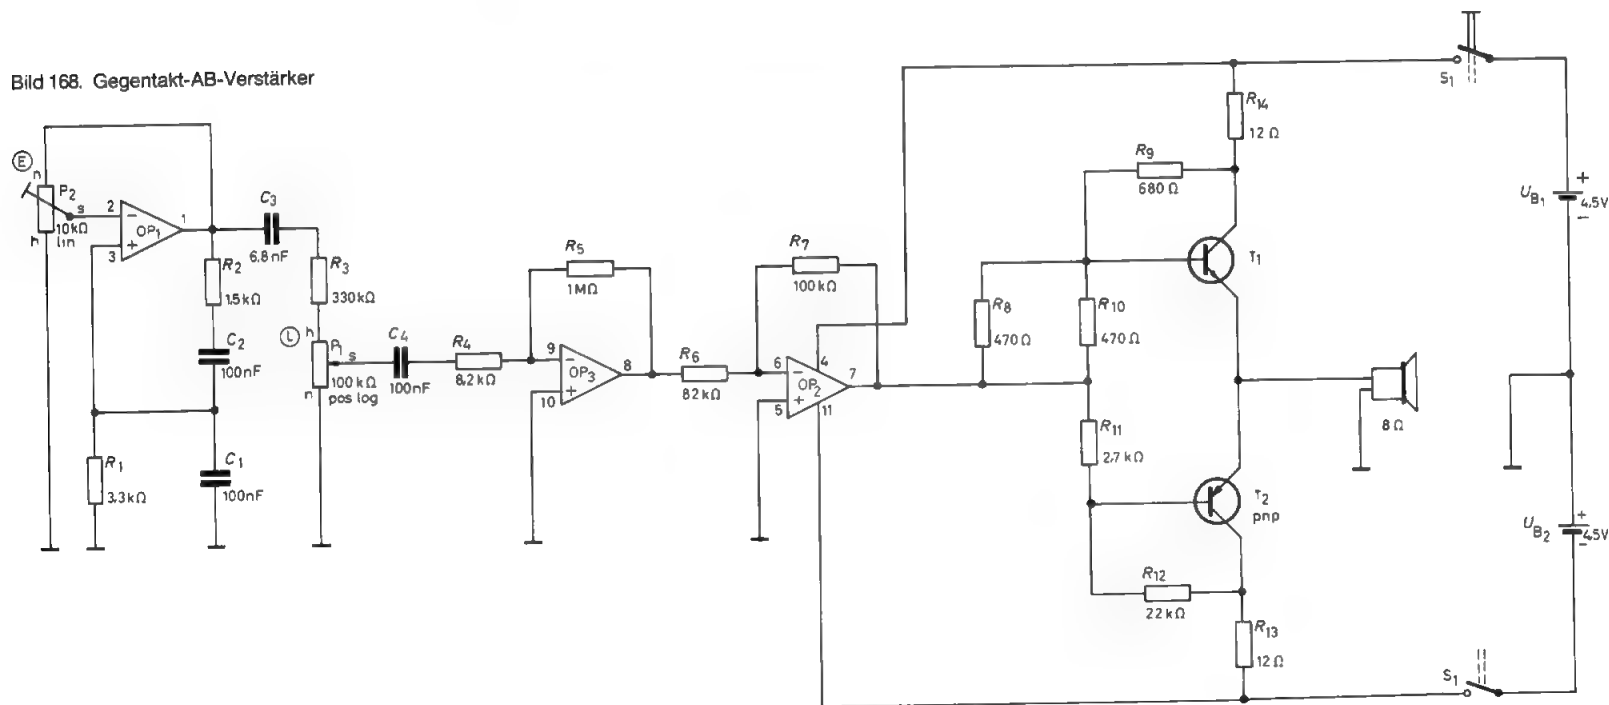 Bild 168. Gegentakt-AB-Verstärker
E
n
P2
s
10kΩ
lin
h
2
−
OP1
+
3
1
C3
6.8nF
R2
1.5kΩ
R3
330kΩ
C2
100nF
L
h
P1
s
100kΩ
pos log
n
R1
3.3kΩ
C1
100nF
C4
100nF
R4
8.2kΩ
R5
1MΩ
9
−
OP3
+
10
8
R6
82kΩ
R7
100kΩ
6
−
OP2
+
5
4
7
11
R8
470Ω
R9
680Ω
R10
470Ω
R11
2.7kΩ
R12
22kΩ
R13
12Ω
R14
12Ω
T1
T2
pnp
8Ω
S1
UB1
+
4.5V
−
UB2
+
4.5V
−
S1